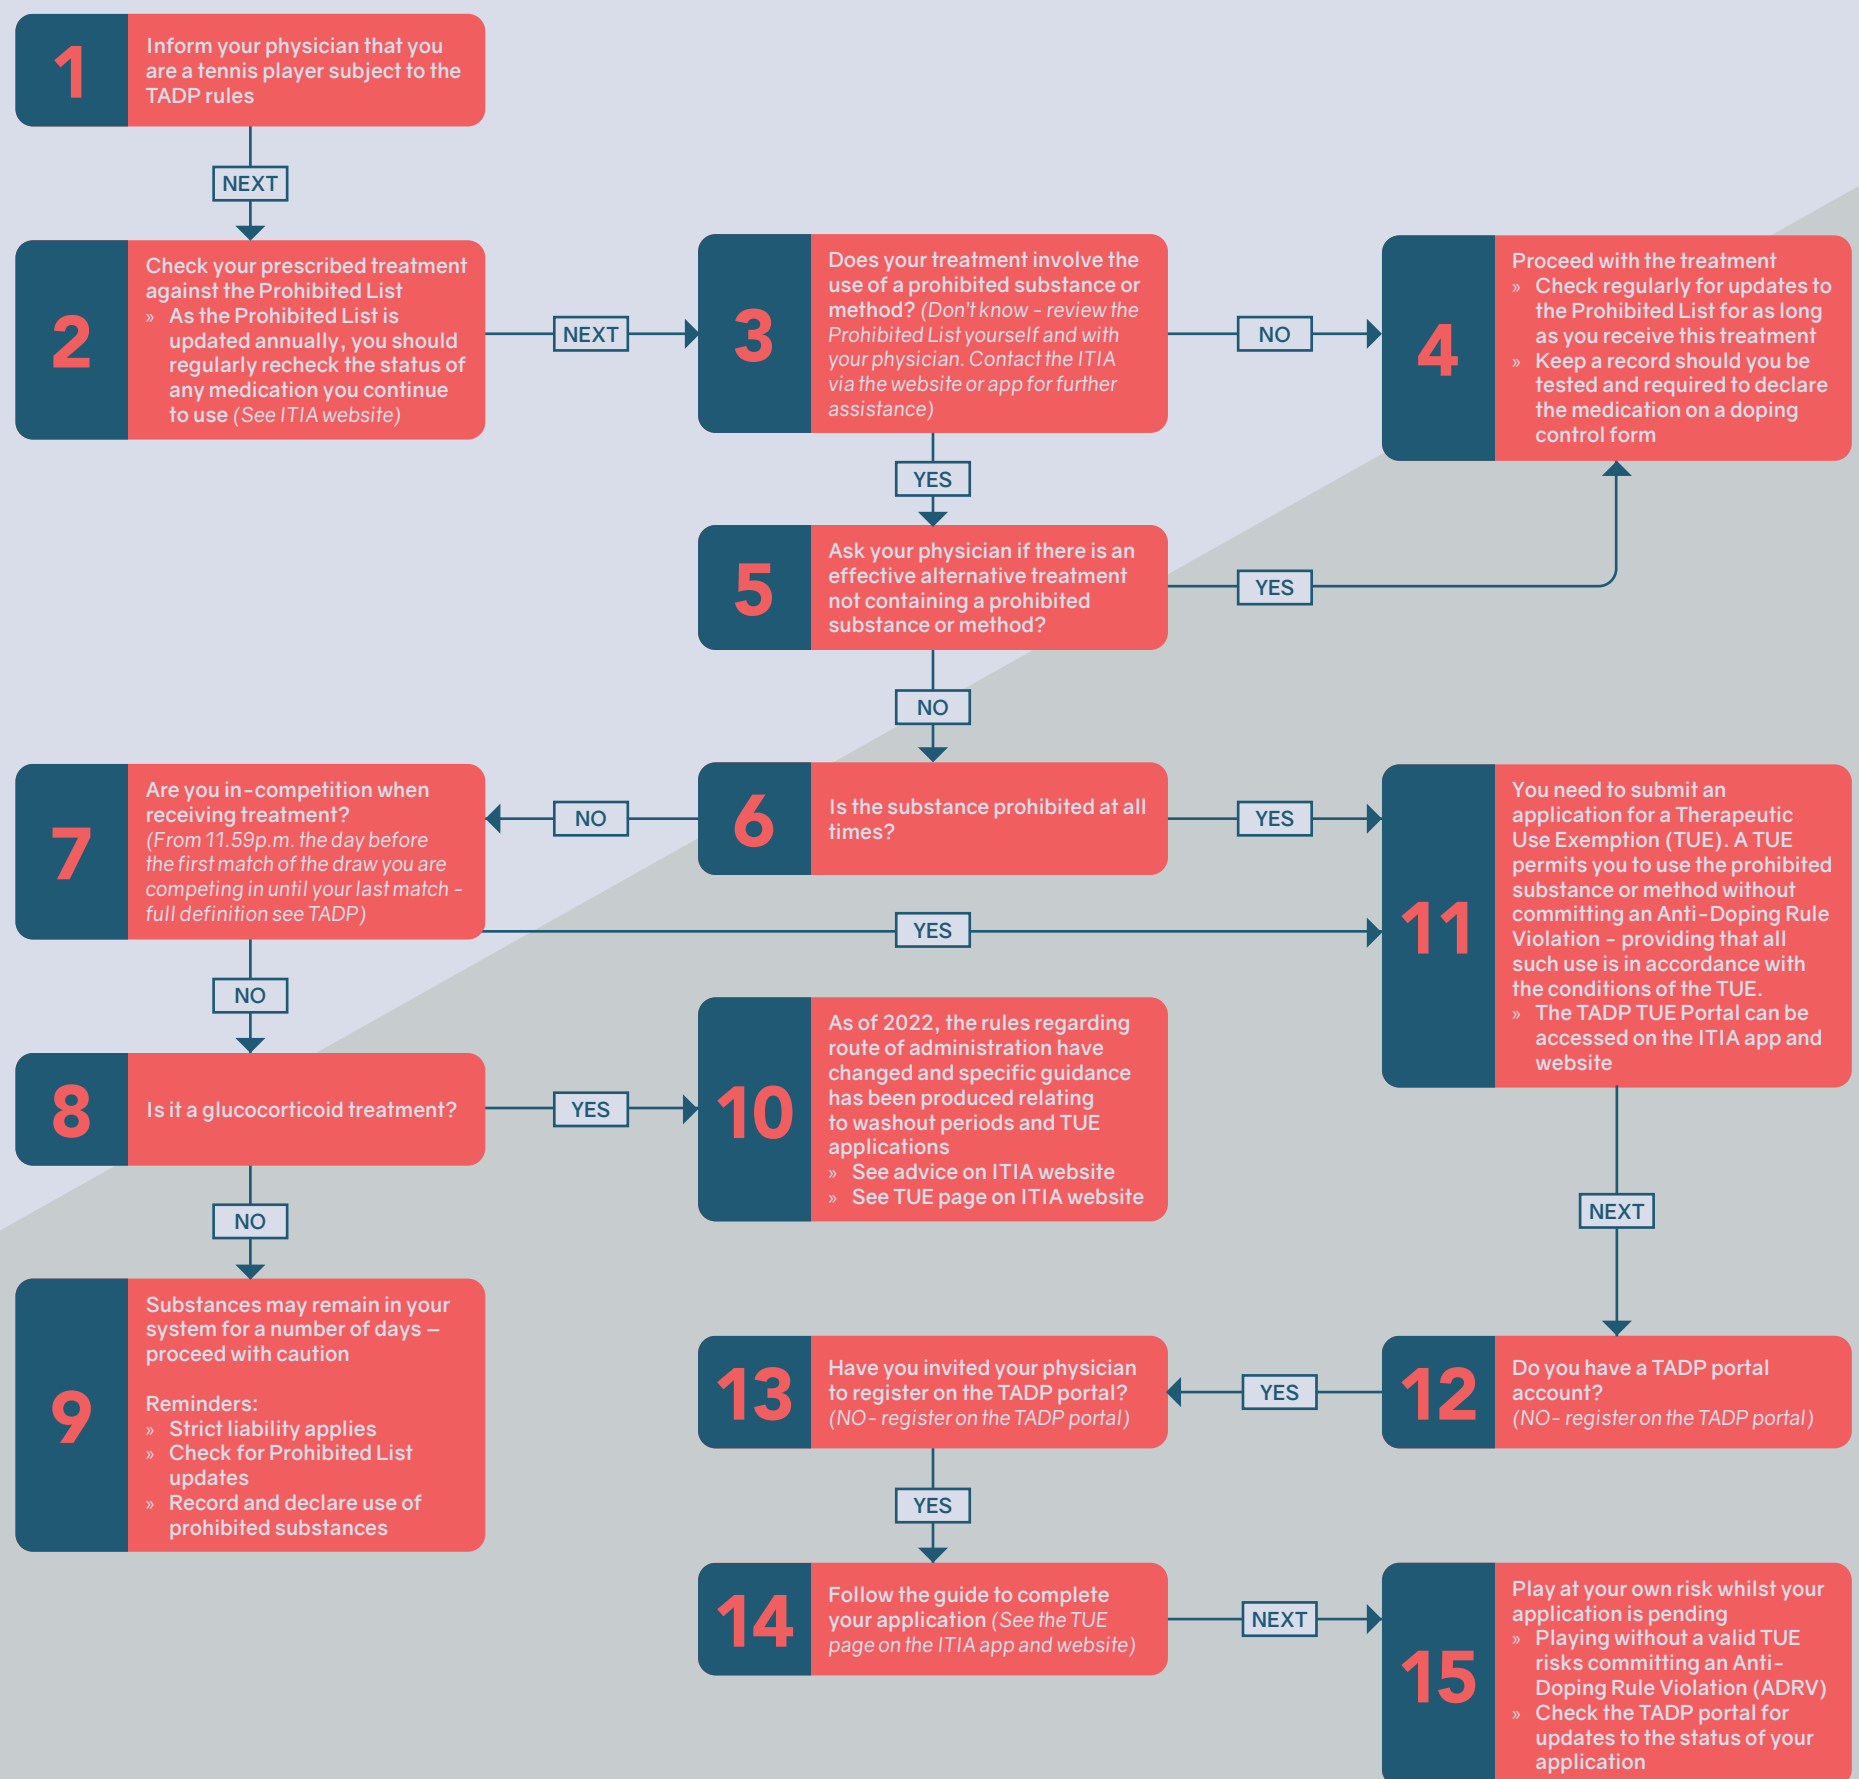 1
Inform your physician that you
are a tennis player subject to the
TADP rules
NEXT
2
Check your prescribed treatment
against the Prohibited List
» As the Prohibited List is
updated annually, you should
regularly recheck the status of
any medication you continue
to use (See ITIA website)
NEXT
3
Does your treatment involve the
use of a prohibited substance or
method? (Don't know - review the
Prohibited List yourself and with
your physician. Contact the ITIA
via the website or app for further
assistance)
NO
4
Proceed with the treatment
» Check regularly for updates to
the Prohibited List for as long
as you receive this treatment
» Keep a record should you be
tested and required to declare
the medication on a doping
control form
YES
5
Ask your physician if there is an
effective alternative treatment
not containing a prohibited
substance or method?
YES
NO
6
Is the substance prohibited at all
times?
NO
YES
7
Are you in-competition when
receiving treatment?
(From 11.59p.m. the day before
the first match of the draw you are
competing in until your last match -
full definition see TADP)
YES
NO
8
Is it a glucocorticoid treatment?
YES
NO
9
Substances may remain in your
system for a number of days –
proceed with caution
Reminders:
» Strict liability applies
» Check for Prohibited List
updates
» Record and declare use of
prohibited substances
10
As of 2022, the rules regarding
route of administration have
changed and specific guidance
has been produced relating
to washout periods and TUE
applications
» See advice on ITIA website
» See TUE page on ITIA website
11
You need to submit an
application for a Therapeutic
Use Exemption (TUE). A TUE
permits you to use the prohibited
substance or method without
committing an Anti-Doping Rule
Violation - providing that all
such use is in accordance with
the conditions of the TUE.
» The TADP TUE Portal can be
accessed on the ITIA app and
website
NEXT
12
Do you have a TADP portal
account?
(NO- register on the TADP portal)
YES
13
Have you invited your physician
to register on the TADP portal?
(NO- register on the TADP portal)
YES
14
Follow the guide to complete
your application (See the TUE
page on the ITIA app and website)
NEXT
15
Play at your own risk whilst your
application is pending
» Playing without a valid TUE
risks committing an Anti-
Doping Rule Violation (ADRV)
» Check the TADP portal for
updates to the status of your
application